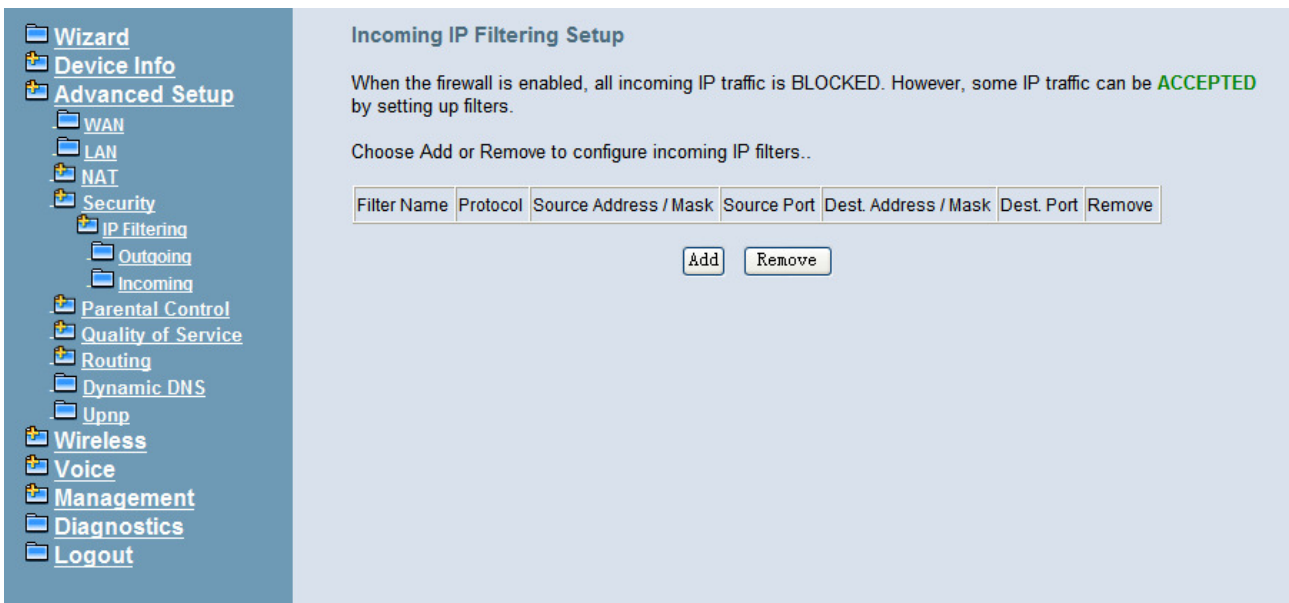 Wizard
Device Info
Advanced Setup
WAN
LAN
NAT
Security
IP Filtering
Outgoing
Incoming
Parental Control
Quality of Service
Routing
Dynamic DNS
Upnp
Wireless
Voice
Management
Diagnostics
Logout
Incoming IP Filtering Setup
When the firewall is enabled, all incoming IP traffic is BLOCKED. However, some IP traffic can be ACCEPTED
by setting up filters.
Choose Add or Remove to configure incoming IP filters..
Filter Name Protocol Source Address / Mask Source Port Dest. Address / Mask Dest. Port Remove
Add Remove